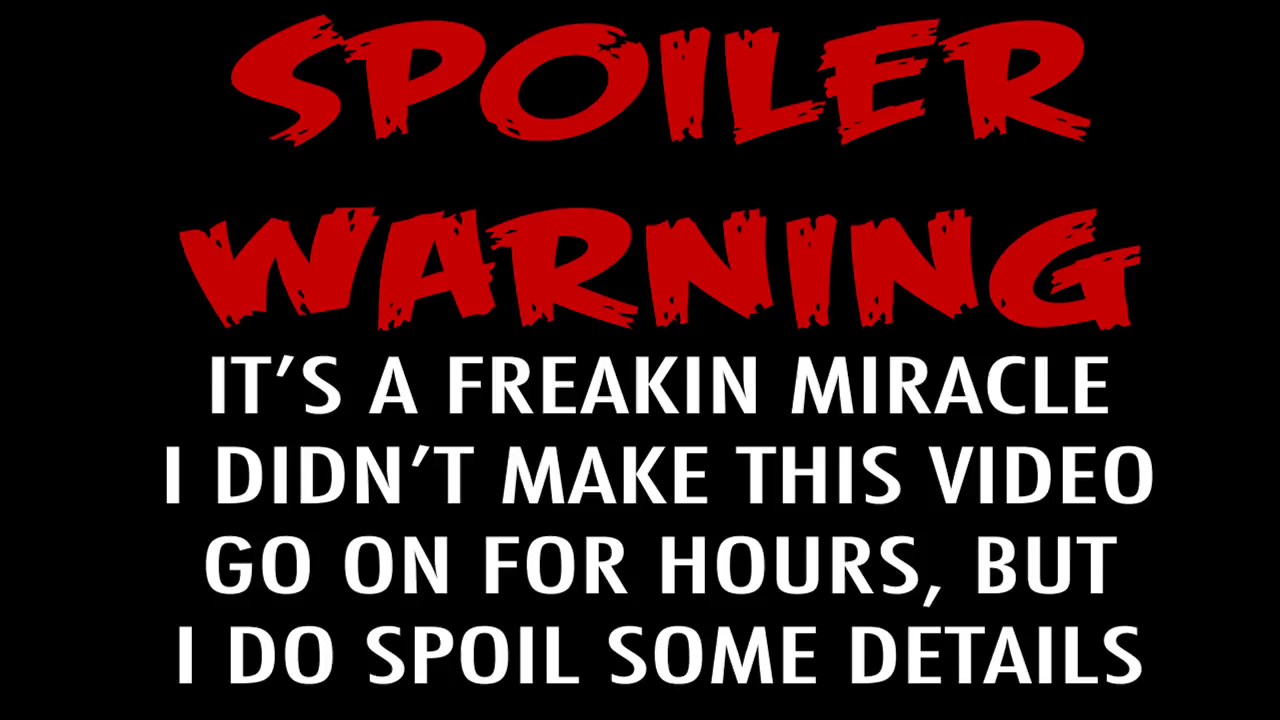 SPOILER
WARNING
IT’S A FREAKIN MIRACLE
I DIDN’T MAKE THIS VIDEO
GO ON FOR HOURS, BUT
I DO SPOIL SOME DETAILS